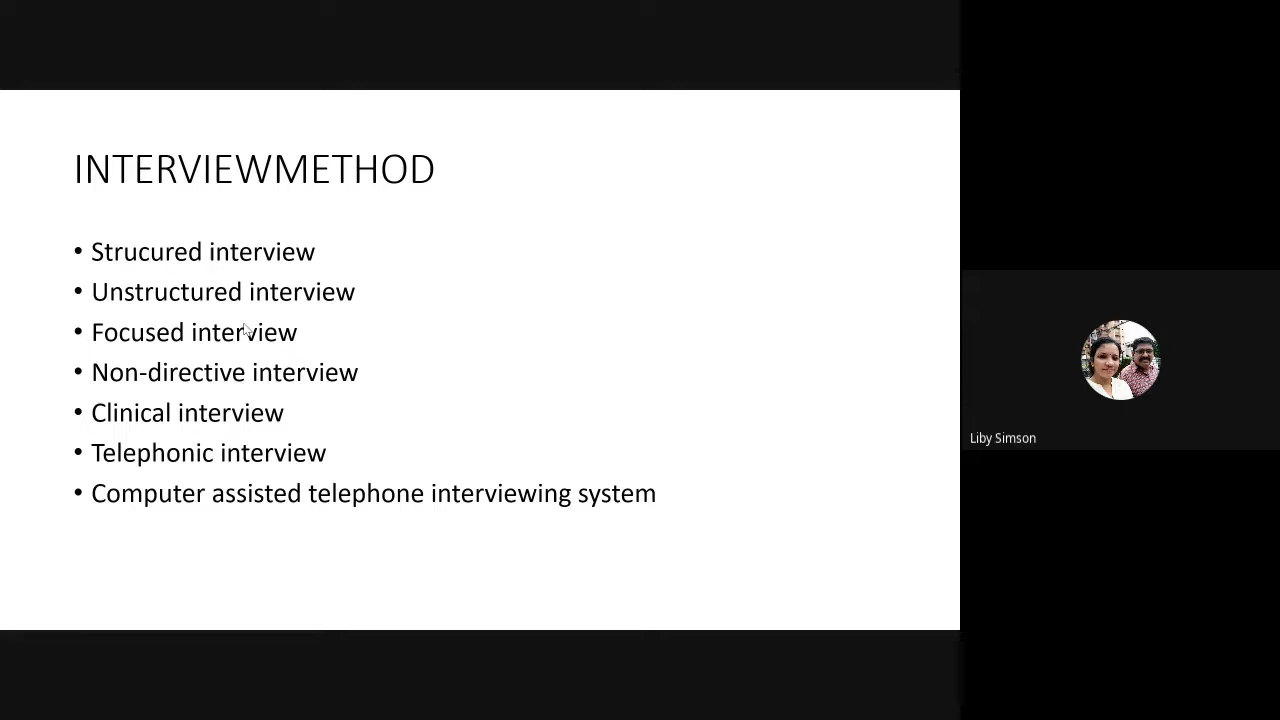 INTERVIEWMETHOD
• Strucured interview
• Unstructured interview
• Focused interview
• Non-directive interview
• Clinical interview
• Telephonic interview
• Computer assisted telephone interviewing system
Liby Simson